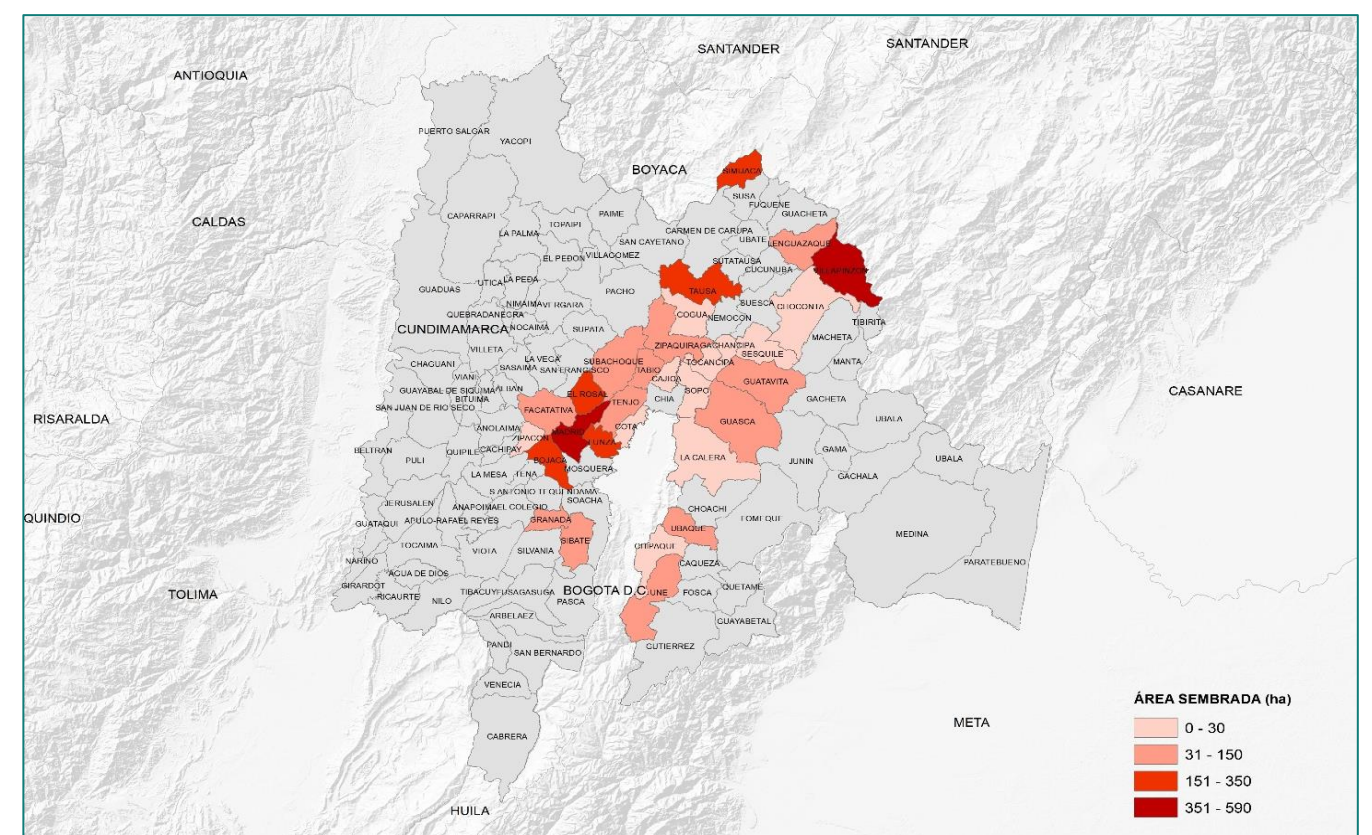 SANTANDER
SANTANDER
ANTIOQUIA
PUERTO SALGAR
YACOPI
BOYACA
SIMIJACA
SUSA
FUQUENE
GUACHETA
CALDAS
CAPARRAPI
PAIME
TOPAIPI
LA PALMA
CARMEN DE CARUPA
SAN CAYETANO
UBATE
LENGUAZAQUE
EL PEÐON
VILLAGOMEZ
SUTATAUSA
CUCUNUBA
VILLAPINZON
UTICA
LA PEÐA
GUADUAS
PACHO
TAUSA
NIMAIMA
VERGARA
SUESCA
CHOCONTA
QUEBRADANEGRA
COGUA
NEMOCON
TIBIRITA
CUNDIMAMARCA
NOCAIMA
SUPATA
MACHETA
VILLETA
ZIPAQUIRA
GACHANCIPA
SESQUILE
CHAGUANI
LA VEGA
SUBACHOQUE
TOCANCIPA
MANTA
SASAIMA
SAN FRANCISCO
TABIO
VIANI
CAJICA
GUATAVITA
GUAYABAL DE SIQUIMA
ALBAN
EL ROSAL
SOPO
CASANARE
BITUIMA
CHIA
GACHETA
SAN JUAN DE RIO SECO
FACATATIVA
TENJO
RISARALDA
UBALA
ANOLAIMA
COTA
GUASCA
MADRID
ZIPACON
FUNZA
BELTRAN
QUIPILE
CACHIPAY
GAMA
PULI
BOJACA
LA CALERA
JUNIN
UBALA
MOSQUERA
LA MESA
TENA
GACHALA
S ANTONIO TEQUENDAMA
JERUSALEN
SOACHA
ANAPOIMA
EL COLEGIO
CHOACHI
QUINDIO
GUATAQUI
APULO-RAFAEL REYES
GRANADA
FOMEQUE
UBAQUE
MEDINA
SIBATE
TOCAIMA
VIOTA
SILVANIA
CHIPAQUE
NARIÑO
CAQUEZA
PARATEBUENO
AGUA DE DIOS
GIRARDOT
QUETAME
TOLIMA
RICAURTE
NILO
TIBACUY
FUSAGASUGA
BOGOTA D.C.
UNE
FOSCA
PASCA
ARBELAEZ
GUAYABETAL
PANDI
SAN BERNARDO
GUTIERREZ
VENECIA
ÁREA SEMBRADA (ha)
META
0 - 30
CABRERA
31 - 150
151 - 350
HUILA
351 - 590